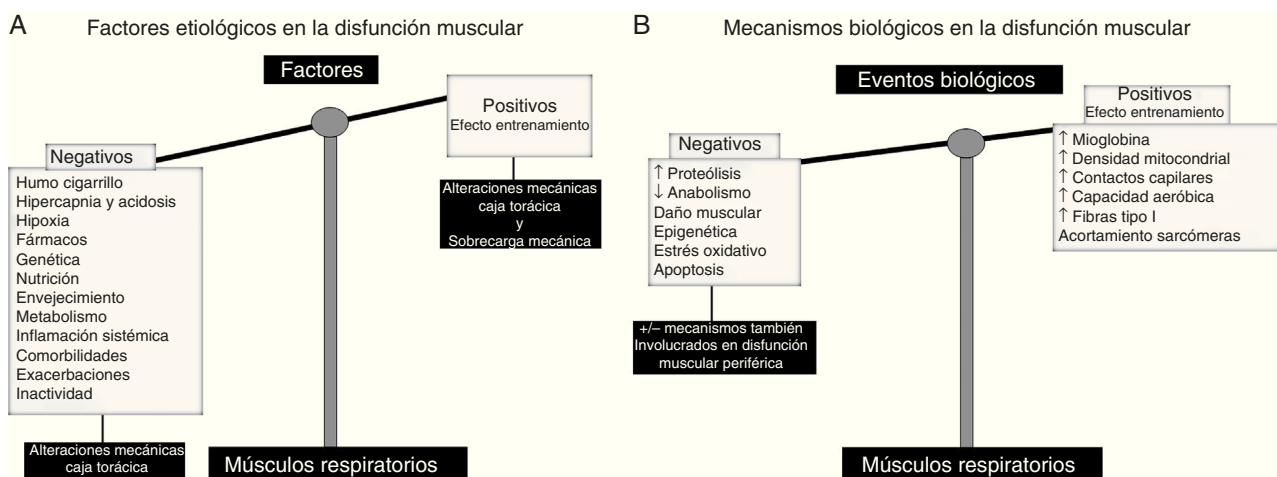 A
Factores etiológicos en la disfunción muscular
Factores
Positivos
Efecto entrenamiento
Alteraciones mecánicas
caja torácica
y
Sobrecarga mecánica
Negativos
Humo cigarrillo
Hipercapnia y acidosis
Hipoxia
Fármacos
Genética
Nutrición
Envejecimiento
Metabolismo
Inflamación sistémica
Comorbilidades
Exacerbaciones
Inactividad
Alteraciones mecánicas
caja torácica
Músculos respiratorios
B
Mecanismos biológicos en la disfunción muscular
Eventos biológicos
Positivos
Efecto entrenamiento
↑ Mioglobina
↑ Densidad mitocondrial
↑ Contactos capilares
↑ Capacidad aeróbica
↑ Fibras tipo I
Acortamiento sarcómeras
Negativos
↑ Proteólisis
↓ Anabolismo
Daño muscular
Epigenética
Estrés oxidativo
Apoptosis
+/– mecanismos también
Involucrados en disfunción
muscular periférica
Músculos respiratorios